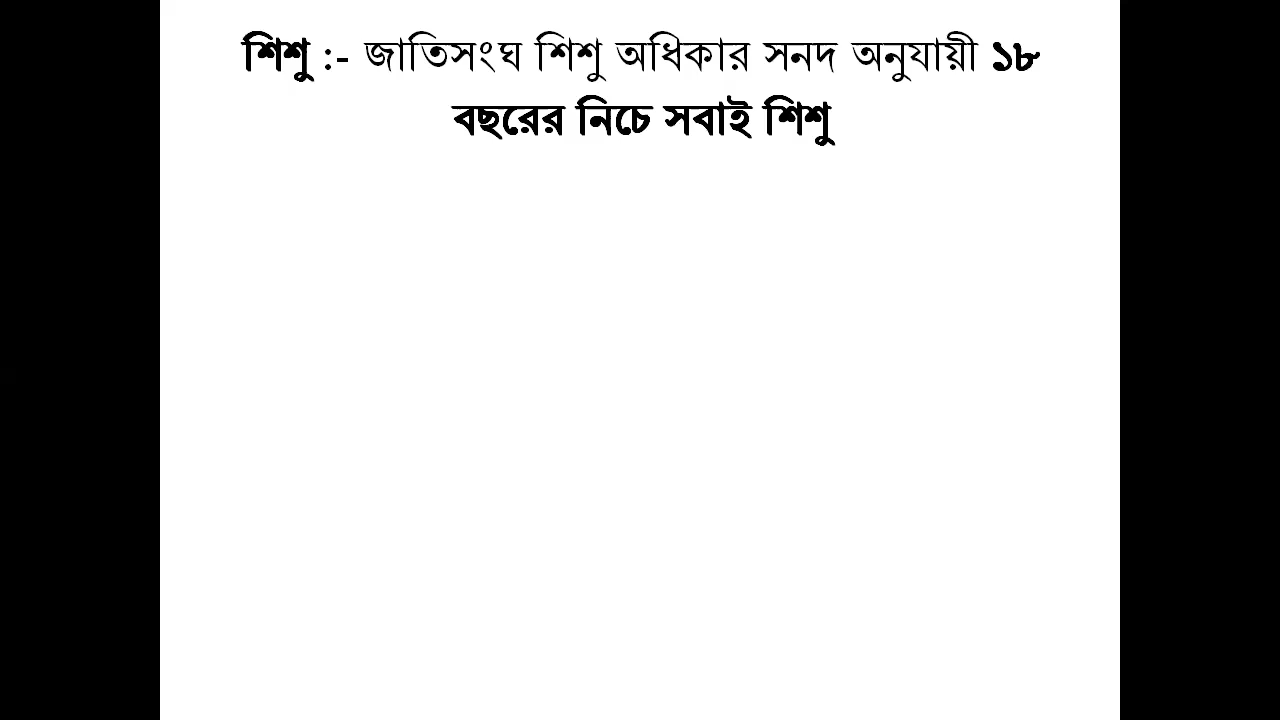 শিশু :- জাতিসংঘ শিশু অধিকার সনদ অনুযায়ী ১৮
বছরের নিচে সবাই শিশু